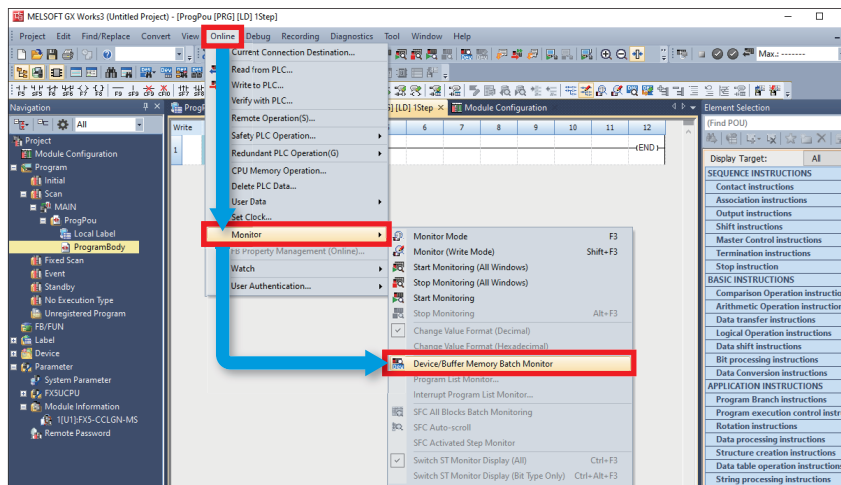 MELSOFT GX Works3 (Untitled Project) - [ProgPou [PRG] [LD] 1Step]
Project Edit Find/Replace Convert View Online Debug Recording Diagnostics Tool Window Help
Max.: --------
Navigation
All
Project
Module Configuration
Program
Initial
Scan
MAIN
ProgPou
Local Label
ProgramBody
Fixed Scan
Event
Standby
No Execution Type
Unregistered Program
FB/FUN
Label
Device
Parameter
System Parameter
FX5UCPU
Module Information
1[U1]:FX5-CCLGN-MS
Remote Password
Current Connection Destination...
Read from PLC...
Write to PLC...
Verify with PLC...
Remote Operation(S)...
Safety PLC Operation...
Redundant PLC Operation(G)
CPU Memory Operation...
Delete PLC Data...
User Data
Set Clock...
Monitor
FB Property Management (Online)...
Watch
User Authentication...
[LD] 1Step
Module Configuration
Write
6 7 8 9 10 11 12
1
(END)
Monitor Mode F3
Monitor (Write Mode) Shift+F3
Start Monitoring (All Windows)
Stop Monitoring (All Windows)
Start Monitoring
Stop Monitoring Alt+F3
Change Value Format (Decimal)
Change Value Format (Hexadecimal)
Device/Buffer Memory Batch Monitor
Program List Monitor...
Interrupt Program List Monitor...
SFC All Blocks Batch Monitoring
SFC Auto-scroll
SFC Activated Step Monitor
Switch ST Monitor Display (All) Ctrl+F3
Switch ST Monitor Display (Bit Type Only) Ctrl+Alt+F3
Element Selection
(Find POU)
Display Target: All
SEQUENCE INSTRUCTIONS
Contact instructions
Association instructions
Output instructions
Shift instructions
Master Control instructions
Termination instructions
Stop instruction
BASIC INSTRUCTIONS
Comparison Operation instructio
Arithmetic Operation instruction
Data transfer instructions
Logical Operation instructions
Data shift instructions
Bit processing instructions
Data Conversion instructions
APPLICATION INSTRUCTIONS
Program Branch instructions
Program execution control instr
Rotation instructions
Data processing instructions
Structure creation instructions
Data table operation instructions
String processing instructions